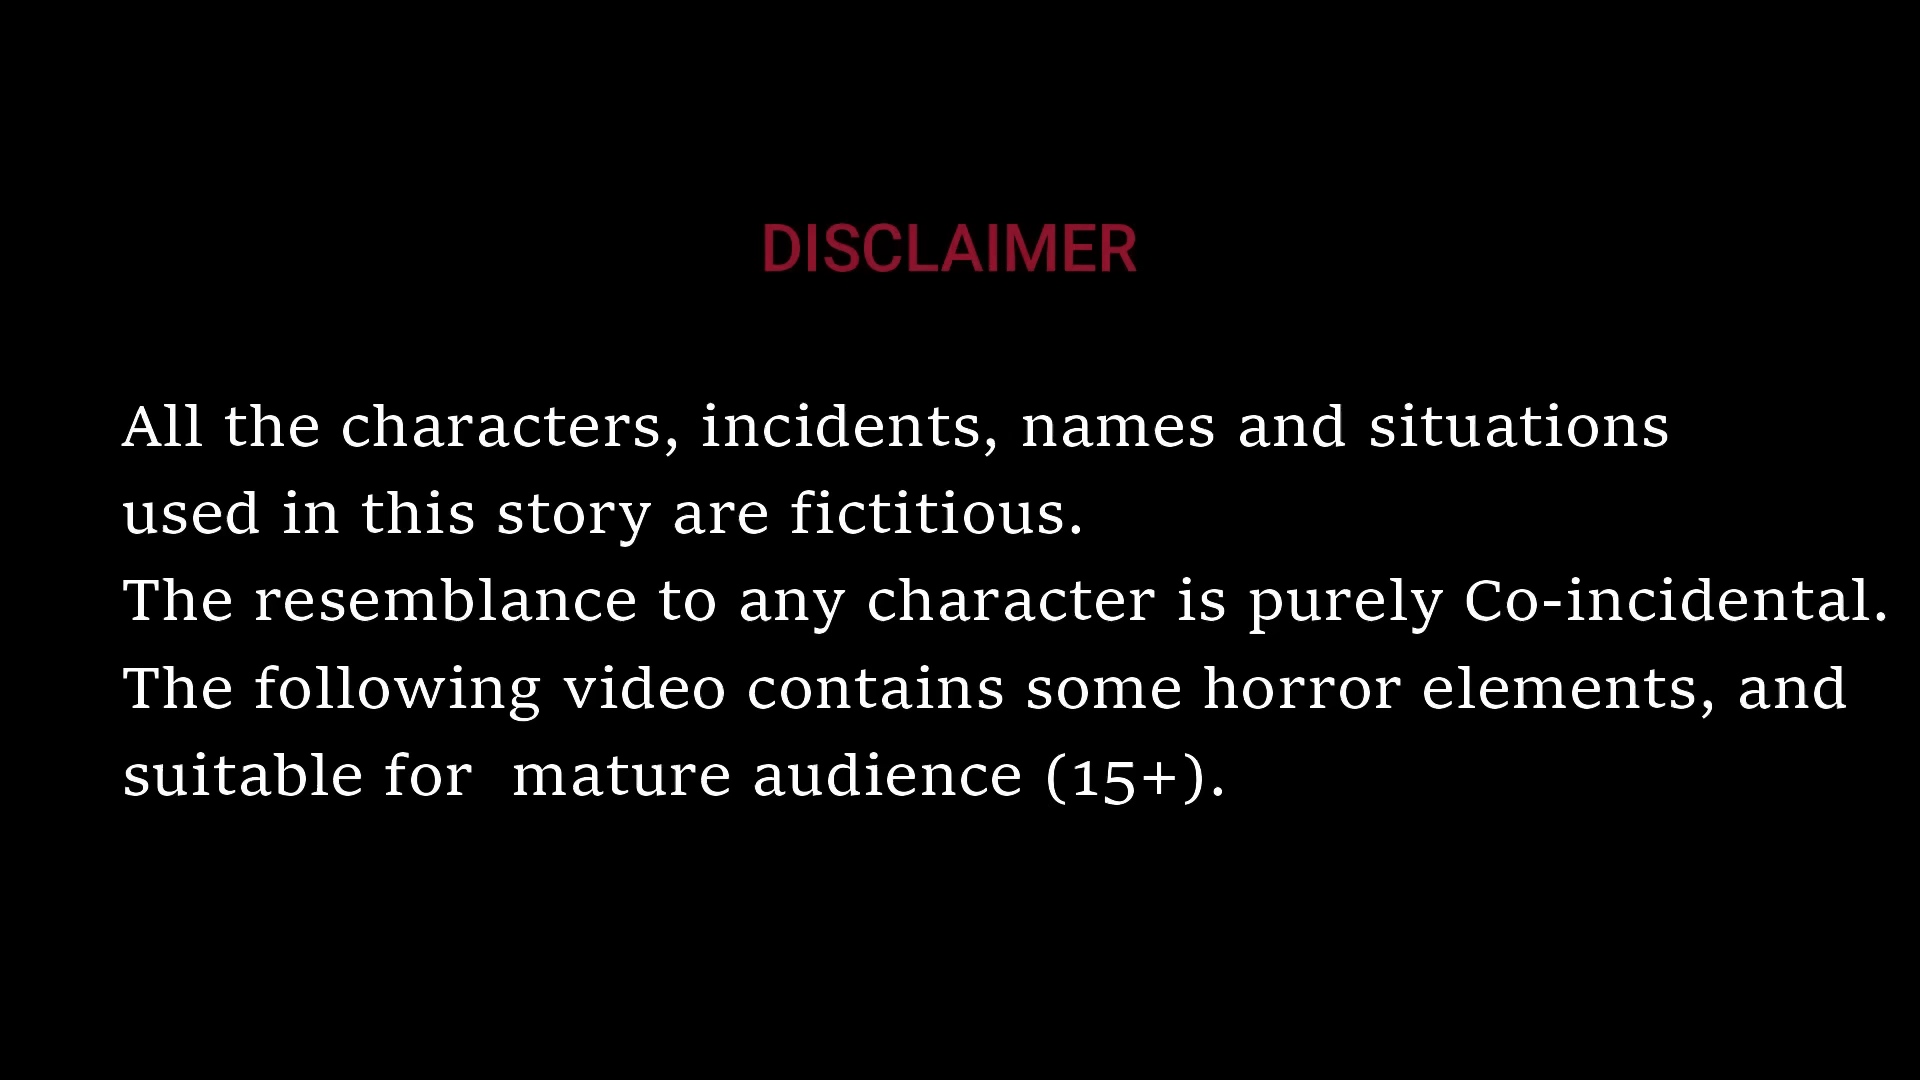 DISCLAIMER
All the characters, incidents, names and situations
used in this story are fictitious.
The resemblance to any character is purely Co-incidental.
The following video contains some horror elements, and
suitable for  mature audience (15+).